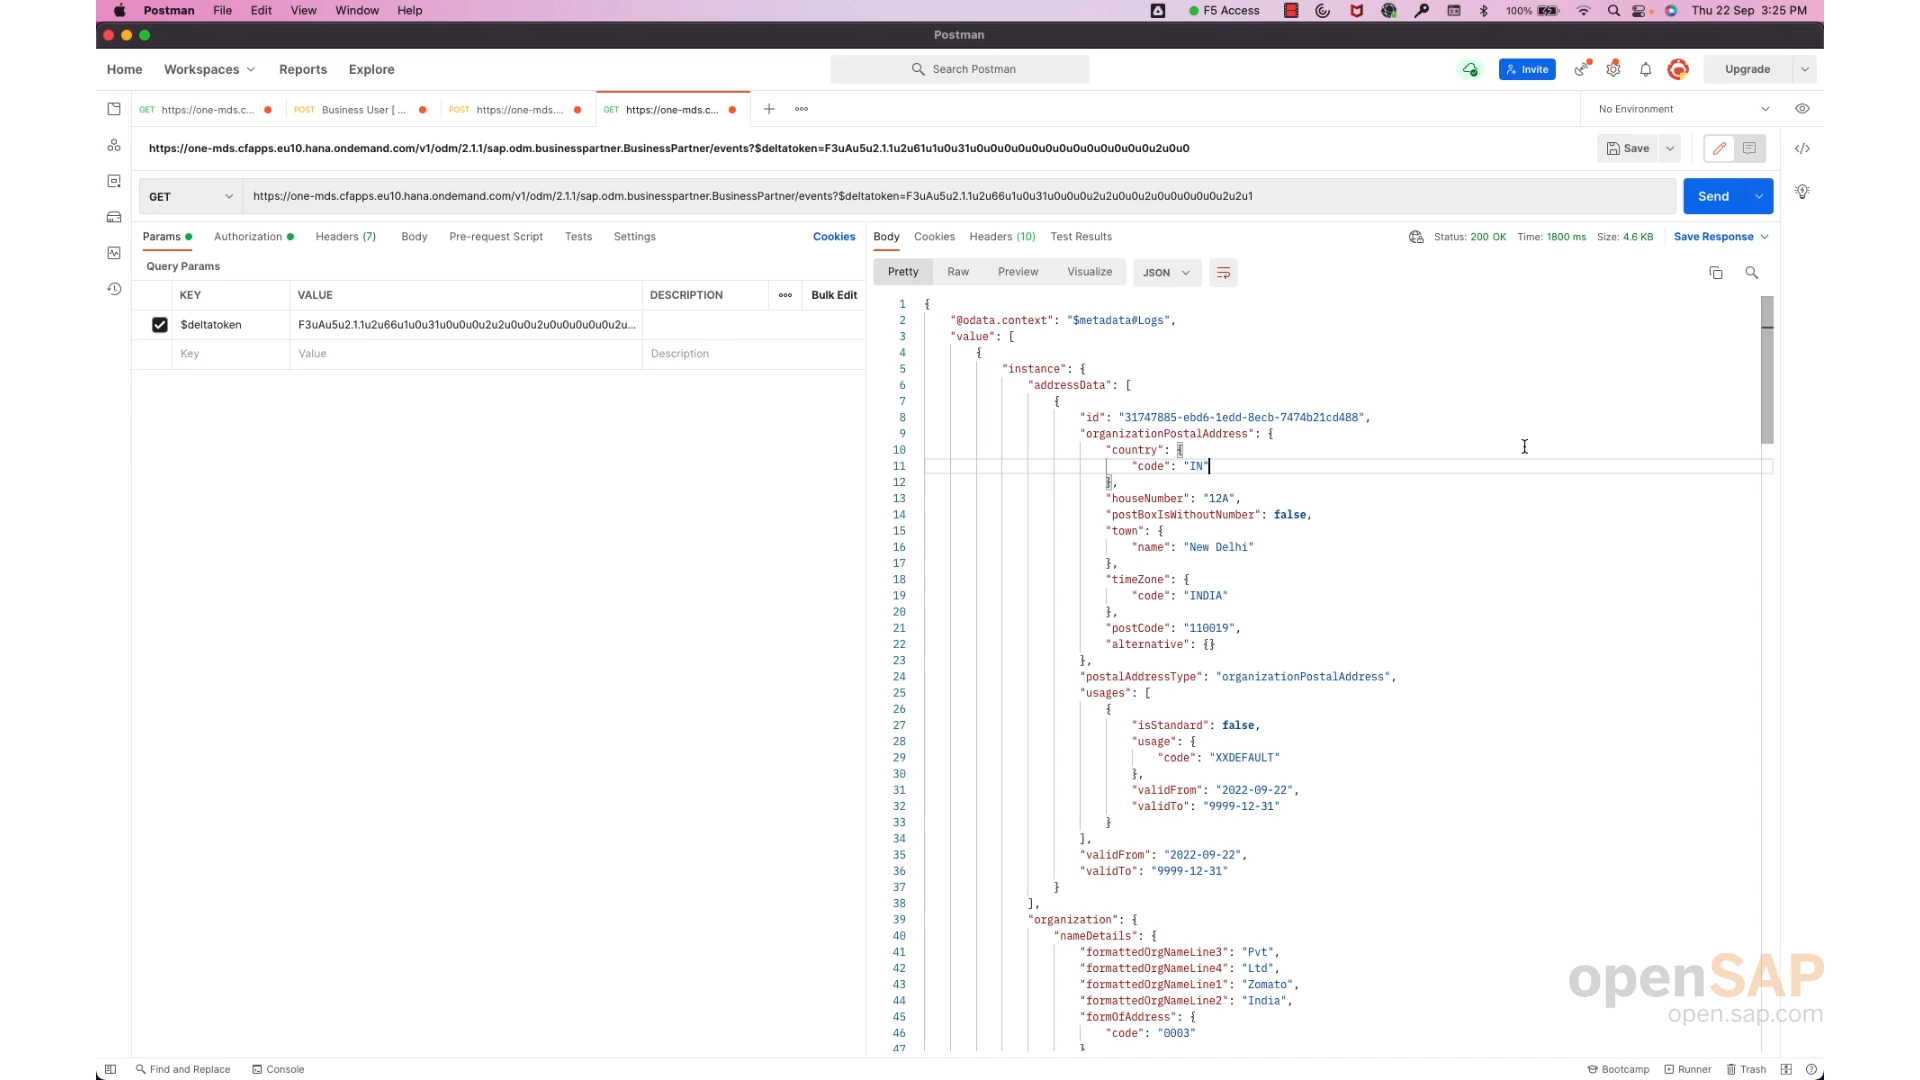 Postman File Edit View Window Help F5 Access 100% Thu 22 Sep 3:25 PM
Postman
Home Workspaces Reports Explore Search Postman Invite Upgrade
GET https://one-mds.c... POST Business User [ ... POST https://one-mds.... GET https://one-mds.c... No Environment
https://one-mds.cfapps.eu10.hana.ondemand.com/v1/odm/2.1.1/sap.odm.businesspartner.BusinessPartner/events?$deltatoken=F3uAu5u2.1.1u2u61u1u0u31u0u0u0u0u0u0u0u0u0u0u0u0u2u0u0 Save
GET https://one-mds.cfapps.eu10.hana.ondemand.com/v1/odm/2.1.1/sap.odm.businesspartner.BusinessPartner/events?$deltatoken=F3uAu5u2.1.1u2u66u1u0u31u0u0u0u2u2u0u0u2u0u0u0u0u0u2u2u1 Send
Params Authorization Headers (7) Body Pre-request Script Tests Settings Cookies
Query Params
KEY VALUE DESCRIPTION Bulk Edit
$deltatoken F3uAu5u2.1.1u2u66u1u0u31u0u0u0u2u2u0u0u2u0u0u0u0u0u2u...
Key Value Description
Body Cookies Headers (10) Test Results Status: 200 OK Time: 1800 ms Size: 4.6 KB Save Response
Pretty Raw Preview Visualize JSON
1 {
2 "@odata.context": "$metadata#Logs",
3 "value": [
4 {
5 "instance": {
6 "addressData": [
7 {
8 "id": "31747885-ebd6-1edd-8ecb-7474b21cd488",
9 "organizationPostalAddress": {
10 "country": {
11 "code": "IN"
12 },
13 "houseNumber": "12A",
14 "postBoxIsWithoutNumber": false,
15 "town": {
16 "name": "New Delhi"
17 },
18 "timeZone": {
19 "code": "INDIA"
20 },
21 "postCode": "110019",
22 "alternative": {}
23 },
24 "postalAddressType": "organizationPostalAddress",
25 "usages": [
26 {
27 "isStandard": false,
28 "usage": {
29 "code": "XXDEFAULT"
30 },
31 "validFrom": "2022-09-22",
32 "validTo": "9999-12-31"
33 }
34 ],
35 "validFrom": "2022-09-22",
36 "validTo": "9999-12-31"
37 }
38 ],
39 "organization": {
40 "nameDetails": {
41 "formattedOrgNameLine3": "Pvt",
42 "formattedOrgNameLine4": "Ltd",
43 "formattedOrgNameLine1": "Zomato",
44 "formattedOrgNameLine2": "India",
45 "formOfAddress": {
46 "code": "0003"
47 }
openSAP
open.sap.com
Find and Replace Console Bootcamp Runner Trash